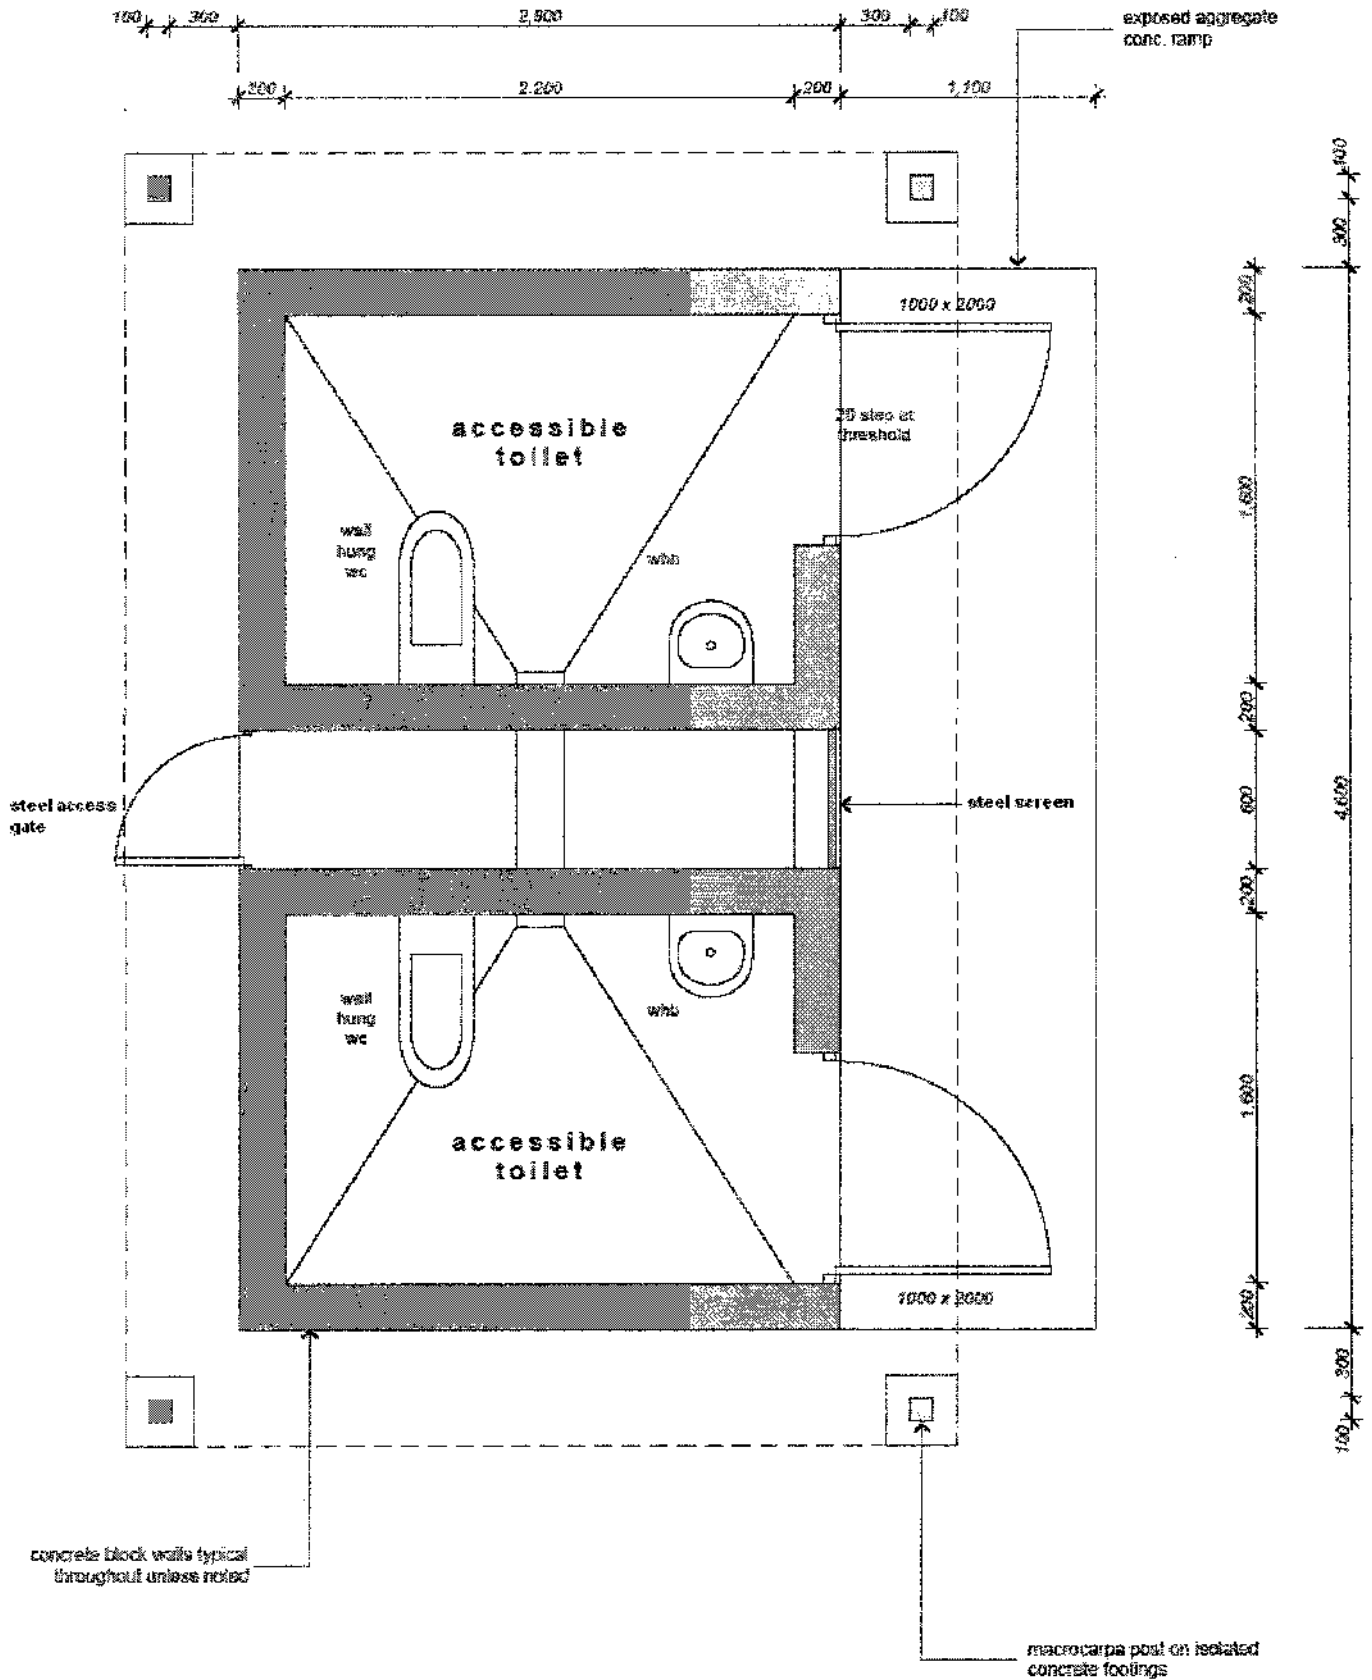 100 300 2,600 300 100
exposed aggregate
conc. ramp
200 2,200 200 1,100
100
300
200
1000 x 2000
20 step at
threshold
accessible
toilet
1,600
wall
hung
wc
whb
200
steel access
gate
steel screen
600
4,600
200
wall
hung
wc
whb
1,600
accessible
toilet
1000 x 2000
200
300
100
concrete block walls typical
throughout unless noted
macrocarpa post on isolated
concrete footings